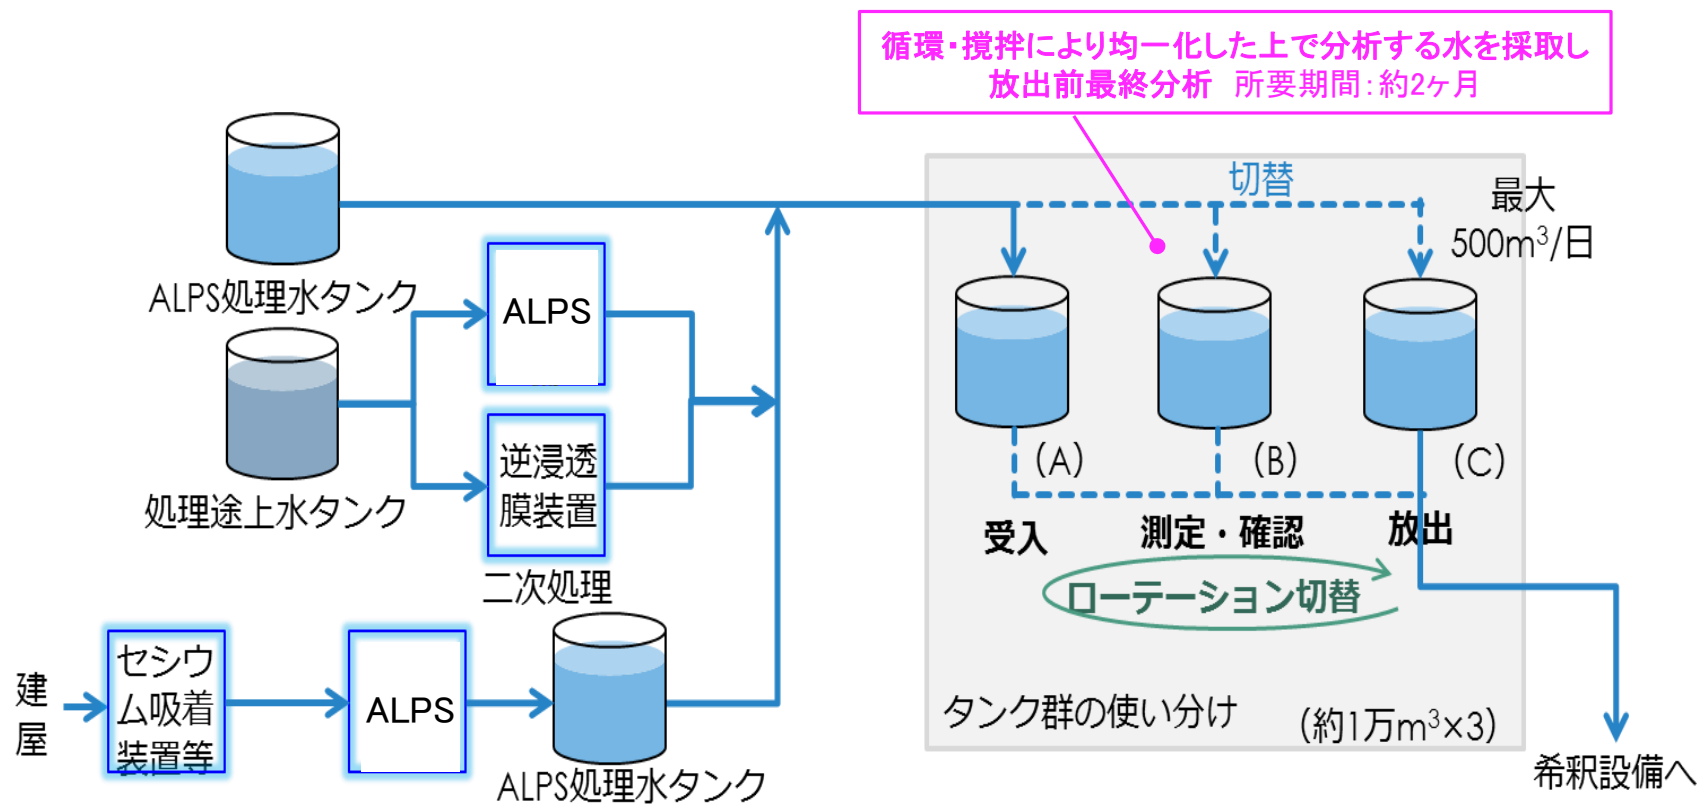 循環・撹拌により均一化した上で分析する水を採取し
放出前最終分析　所要期間：約2ヶ月
切替
最大
500m³/日
ALPS処理水タンク
ALPS
(A)
(B)
(C)
逆浸透
膜装置
処理途上水タンク
受入
測定・確認
放出
二次処理
ローテーション切替
建
屋
セシウ
ム吸着
装置等
ALPS
ALPS処理水タンク
タンク群の使い分け
(約1万m³×3)
希釈設備へ